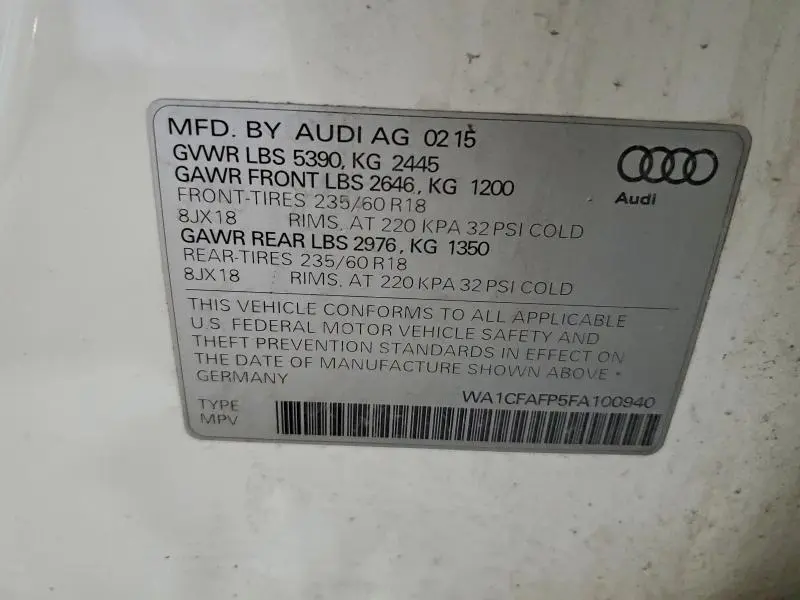 MFD. BY AUDI AG 02 15
GVWR LBS 5390, KG 2445
GAWR FRONT LBS 2646, KG 1200
FRONT-TIRES 235/60 R18
8JX18 RIMS, AT 220 KPA 32 PSI COLD
GAWR REAR LBS 2976, KG 1350
REAR-TIRES 235/60 R18
8JX18 RIMS, AT 220 KPA 32 PSI COLD
Audi
THIS VEHICLE CONFORMS TO ALL APPLICABLE
U.S. FEDERAL MOTOR VEHICLE SAFETY AND
THEFT PREVENTION STANDARDS IN EFFECT ON
THE DATE OF MANUFACTURE SHOWN ABOVE *
GERMANY
WA1CFAFP5FA100940
TYPE
MPV